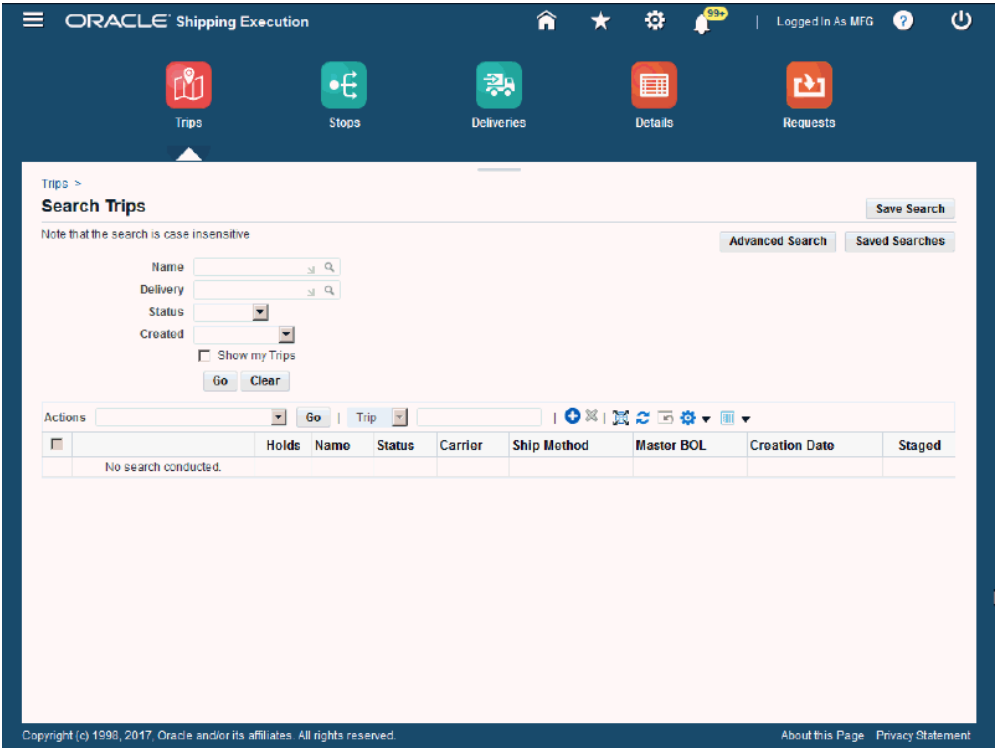 ORACLE Shipping Execution
99+
Logged In As MFG
Trips
Stops
Deliveries
Details
Requests
Trips >
Search Trips
Save Search
Note that the search is case insensitive
Advanced Search
Saved Searches
Name
Delivery
Status
Created
Show my Trips
Go
Clear
Actions
Go
Trip
Holds
Name
Status
Carrier
Ship Method
Master BOL
Creation Date
Staged
No search conducted.
Copyright (c) 1998, 2017, Oracle and/or its affiliates. All rights reserved.
About this Page
Privacy Statement